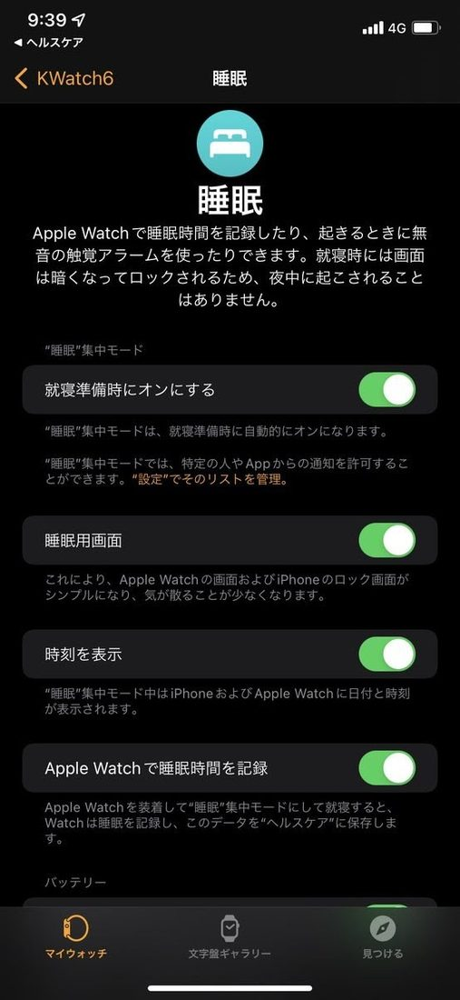 9:39
4G
ヘルスケア
KWatch6
睡眠
睡眠
Apple Watchで睡眠時間を記録したり、起きるときに無
音の触覚アラームを使ったりできます。就寝時には画面
は暗くなってロックされるため、夜中に起こされること
はありません。
“睡眠”集中モード
就寝準備時にオンにする
“睡眠”集中モードは、就寝準備時に自動的にオンになります。
“睡眠”集中モードでは、特定の人やAppからの通知を許可するこ
とができます。“設定”でそのリストを管理。
睡眠用画面
これにより、Apple Watchの画面およびiPhoneのロック画面が
シンプルになり、気が散ることが少なくなります。
時刻を表示
“睡眠”集中モード中はiPhoneおよびApple Watchに日付と時刻
が表示されます。
Apple Watchで睡眠時間を記録
Apple Watchを装着して“睡眠”集中モードにして就寝すると、
Watchは睡眠を記録し、このデータを“ヘルスケア”に保存しま
す。
バッテリー
マイウォッチ
文字盤ギャラリー
見つける